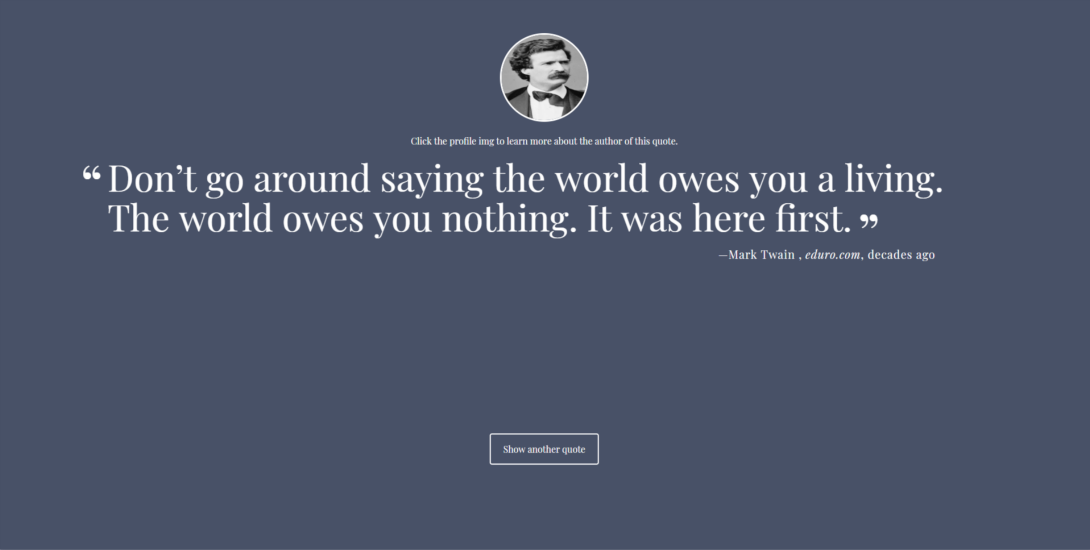 Click the profile img to learn more about the author of this quote.
“ Don’t go around saying the world owes you a living.
The world owes you nothing. It was here first. ”
—Mark Twain , eduro.com, decades ago
Show another quote